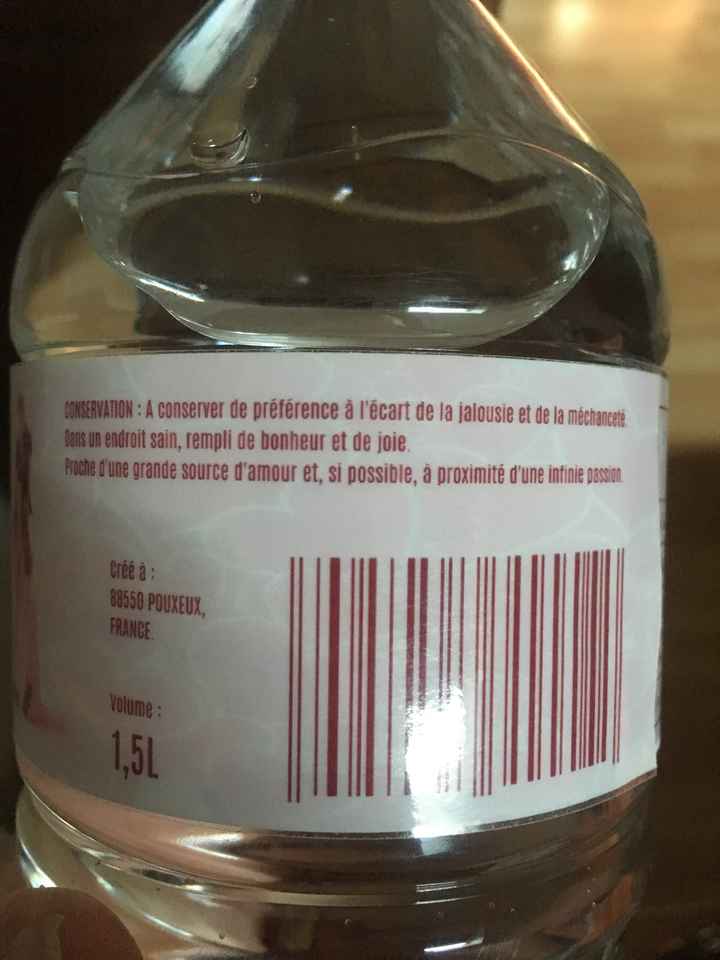 CONSERVATION : A conserver de préférence à l'écart de la jalousie et de la méchanceté.
Dans un endroit sain, rempli de bonheur et de joie.
Proche d'une grande source d'amour et, si possible, à proximité d'une infinie passion.
Créé à :
88550 POUXEUX,
FRANCE.
Volume :
1,5L